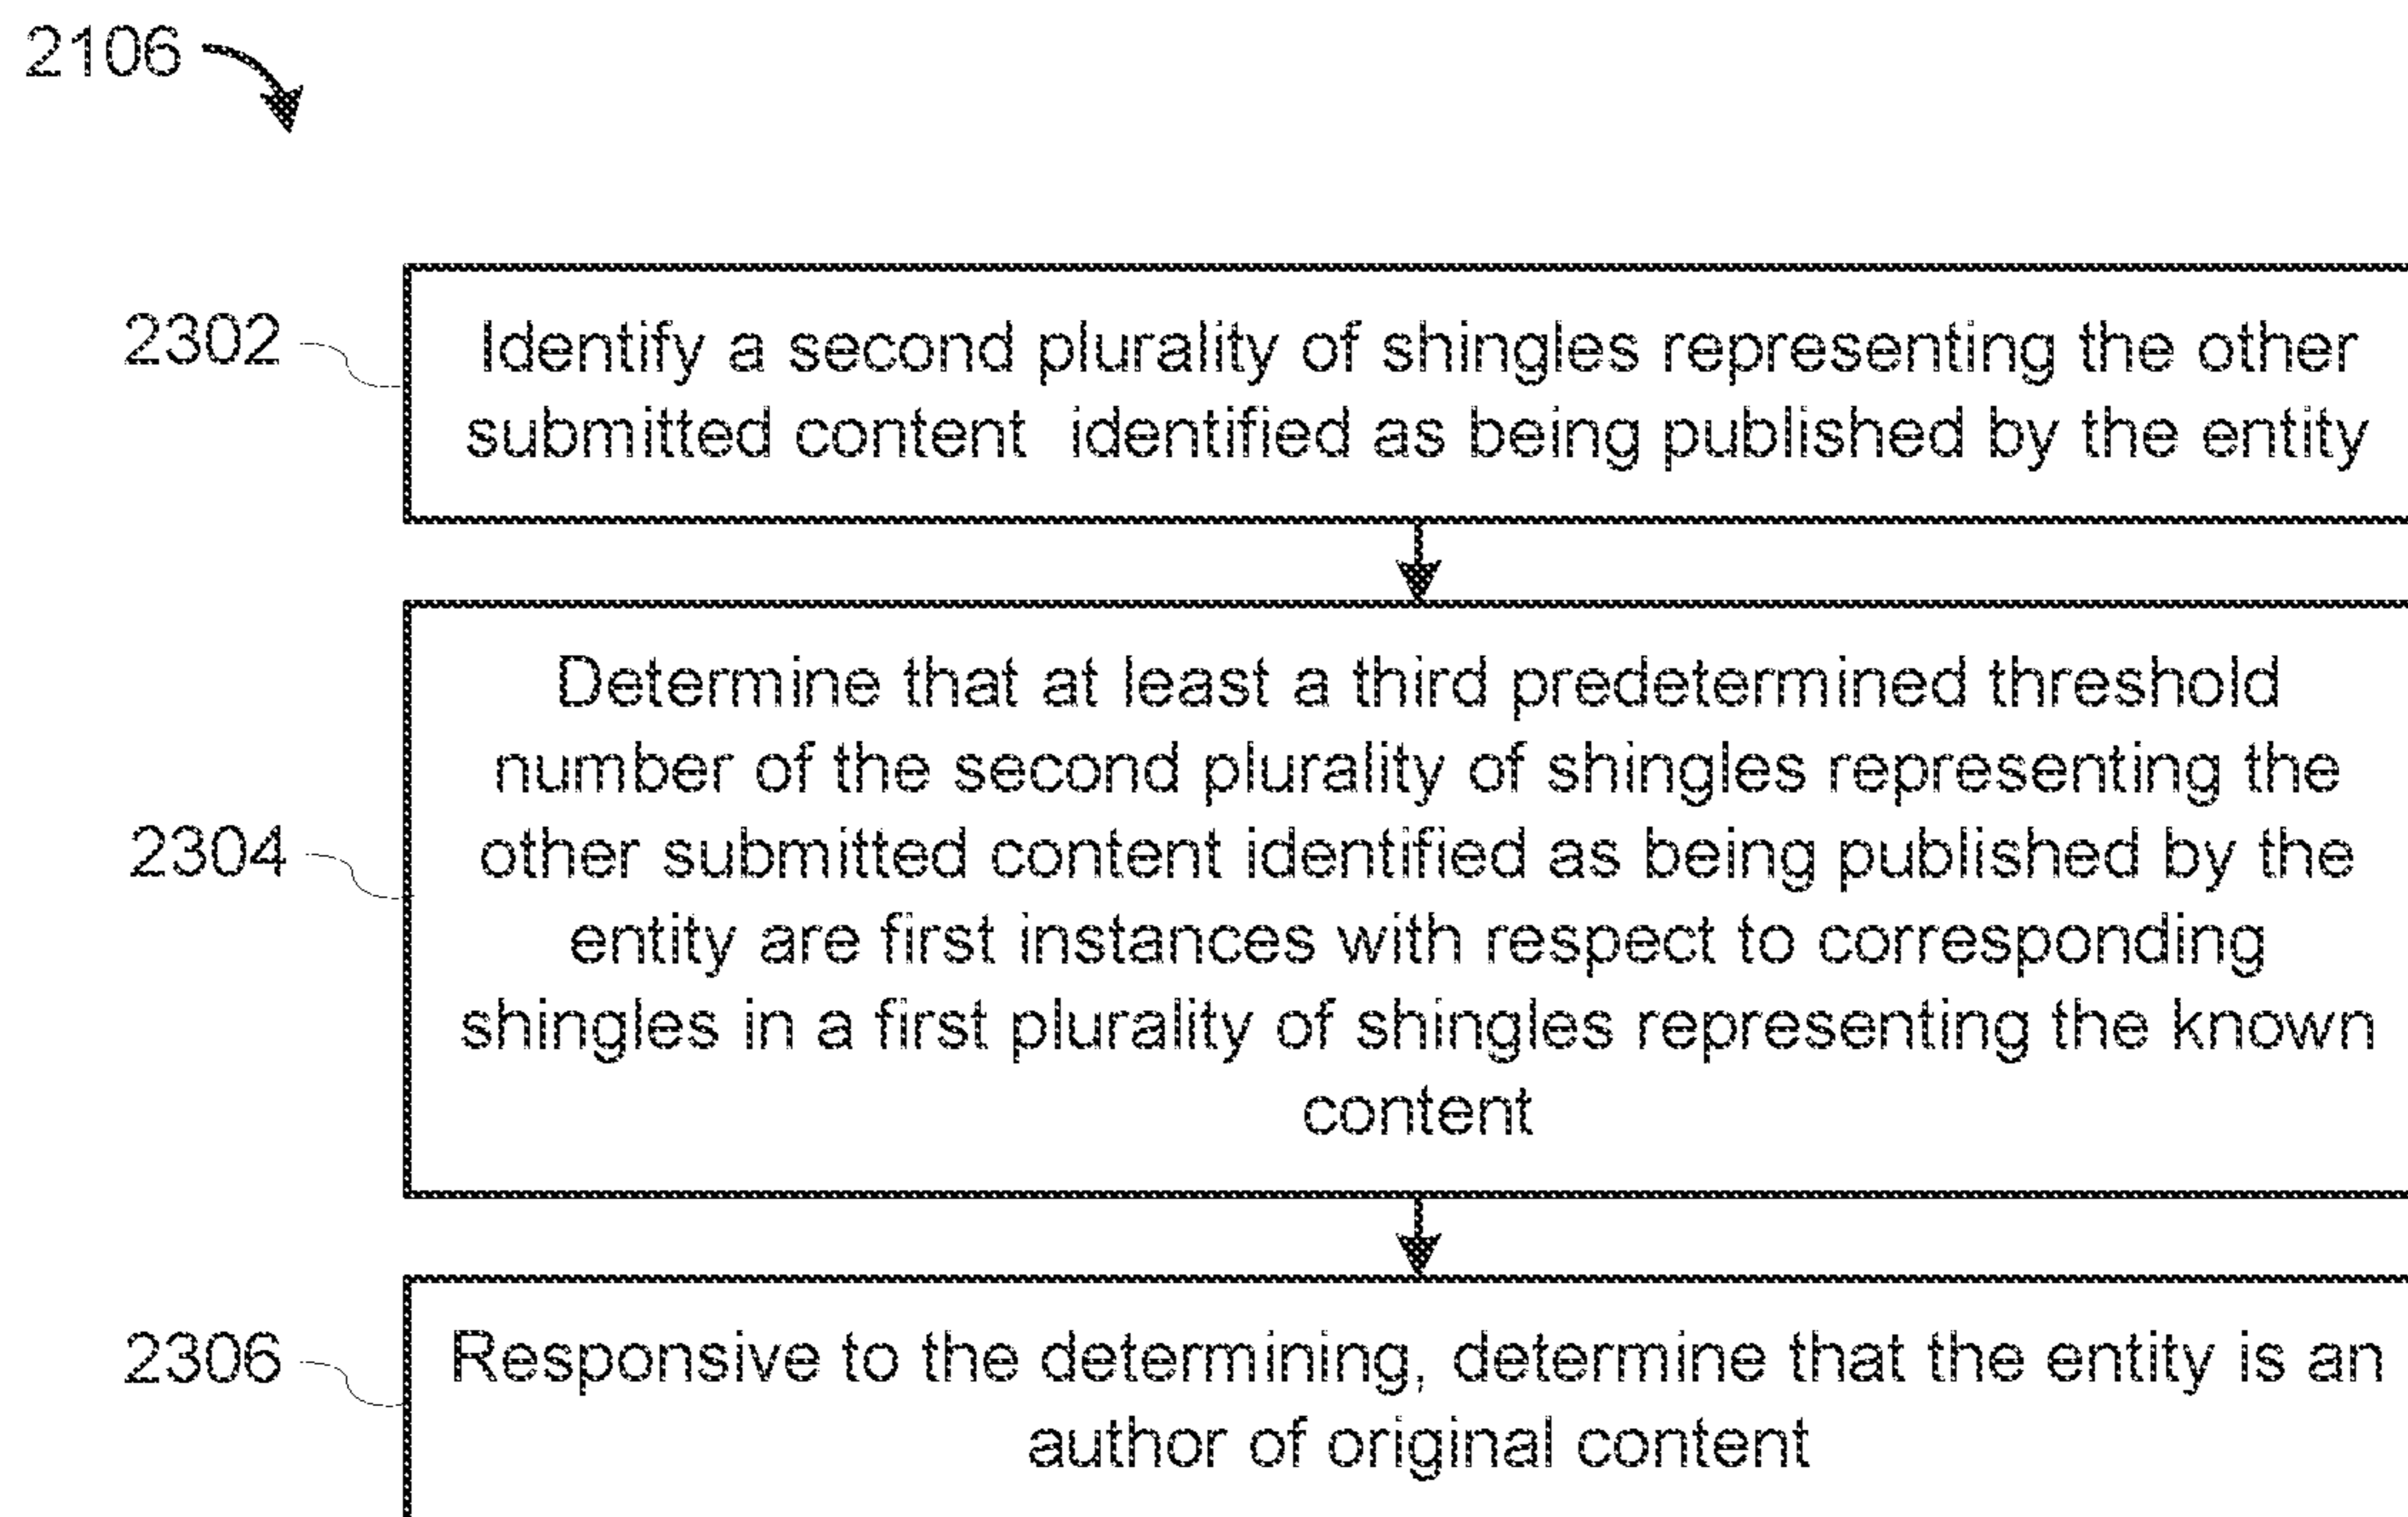 2106
2302
Identify a second plurality of shingles representing the other
submitted content identified as being published by the entity
Determine that at least a third predetermined threshold
number of the second plurality of shingles representing the
2304
other submitted content identified as being published by the
entity are first instances with respect to corresponding
shingles in a first plurality of shingles representing the known
content
2306
Responsive to the determining, determine that the entity is an
author of original content